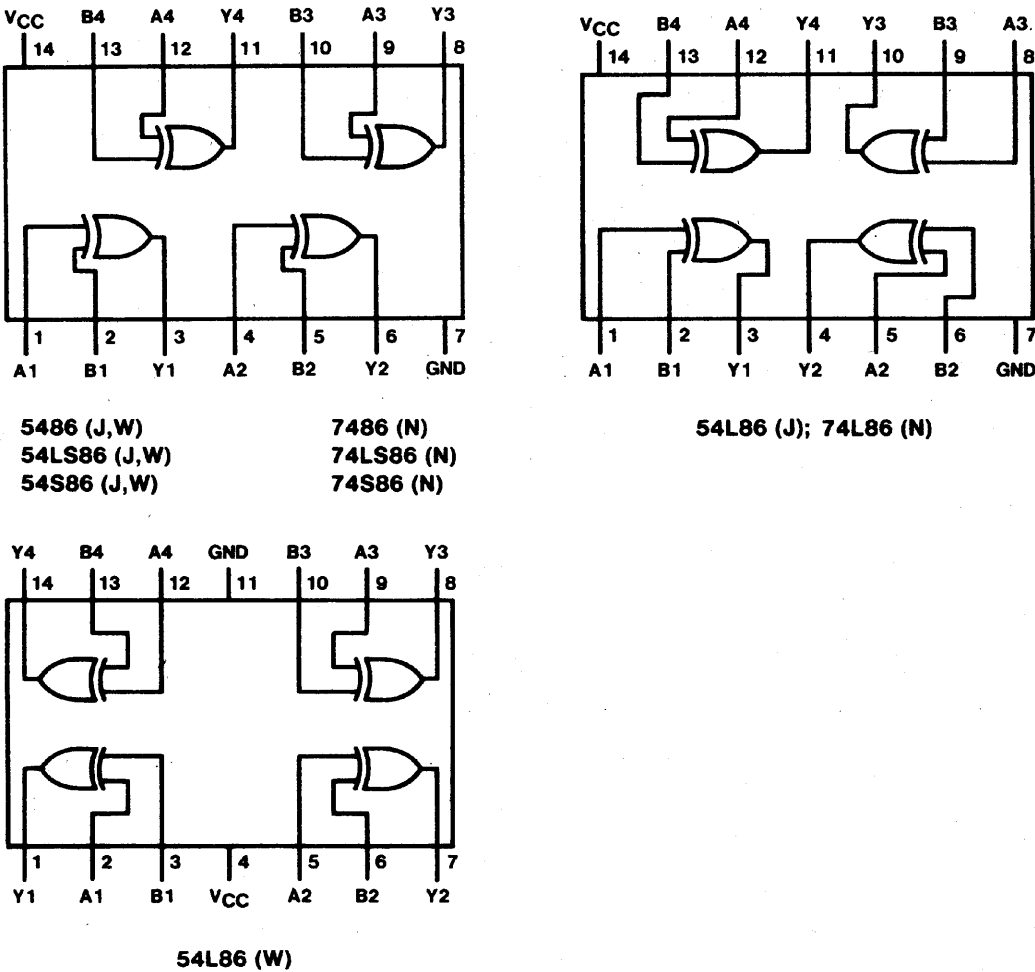 VCC B4 A4 Y4 B3 A3 Y3
14 13 12 11 10 9 8
1 2 3 4 5 6 7
A1 B1 Y1 A2 B2 Y2 GND
5486 (J,W) 7486 (N)
54LS86 (J,W) 74LS86 (N)
54S86 (J,W) 74S86 (N)
VCC B4 A4 Y4 Y3 B3 A3
14 13 12 11 10 9 8
1 2 3 4 5 6 7
A1 B1 Y1 Y2 A2 B2 GND
54L86 (J); 74L86 (N)
Y4 B4 A4 GND B3 A3 Y3
14 13 12 11 10 9 8
1 2 3 4 5 6 7
Y1 A1 B1 VCC A2 B2 Y2
54L86 (W)